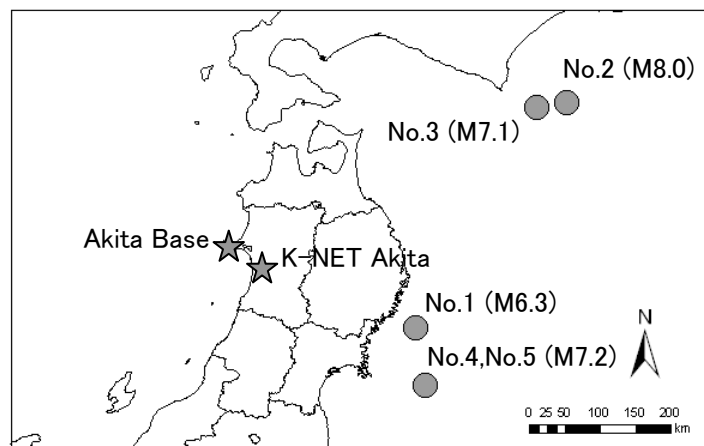 No.2 (M8.0)
No.3 (M7.1)
Akita Base
K-NET Akita
No.1 (M6.3)
N
No.4,No.5 (M7.2)
0 25 50 100 150 200
km